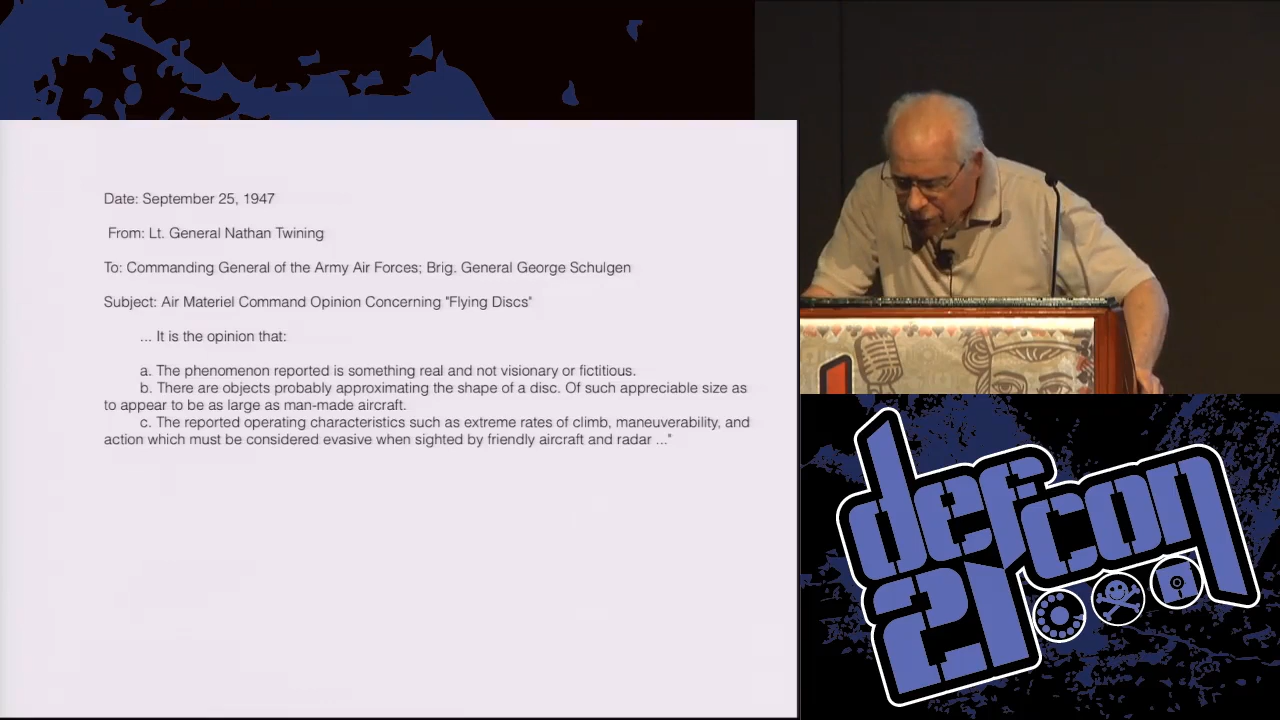 Date: September 25, 1947
From: Lt. General Nathan Twining
To: Commanding General of the Army Air Forces; Brig. General George Schulgen
Subject: Air Materiel Command Opinion Concerning "Flying Discs"
... It is the opinion that:
a. The phenomenon reported is something real and not visionary or fictitious.
b. There are objects probably approximating the shape of a disc. Of such appreciable size as
to appear to be as large as man-made aircraft.
c. The reported operating characteristics such as extreme rates of climb, maneuverability, and
action which must be considered evasive when sighted by friendly aircraft and radar ..."
defcon
21